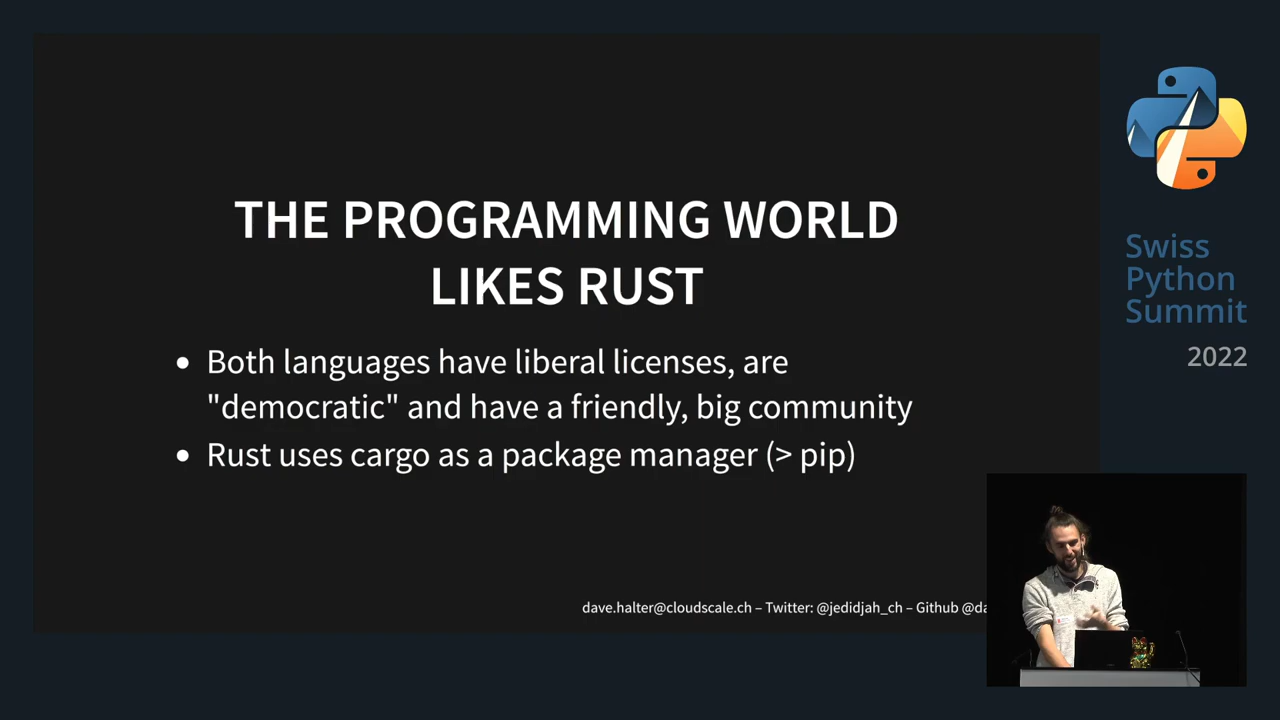 THE PROGRAMMING WORLD
LIKES RUST
Both languages have liberal licenses, are
"democratic" and have a friendly, big community
Rust uses cargo as a package manager (> pip)
dave.halter@cloudscale.ch – Twitter: @jedidjah_ch – Github @da
Swiss
Python
Summit
2022